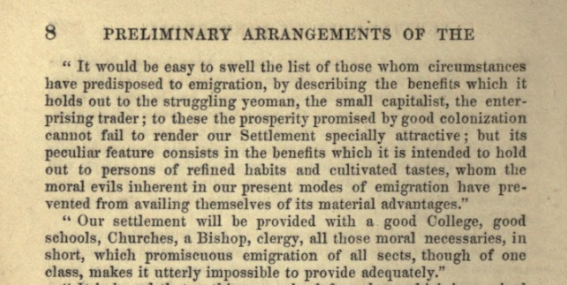 8 PRELIMINARY ARRANGEMENTS OF THE
" It would be easy to swell the list of those whom circumstances
have predisposed to emigration, by describing the benefits which it
holds out to the struggling yeoman, the small capitalist, the enter-
prising trader; to these the prosperity promised by good colonization
cannot fail to render our Settlement specially attractive; but its
peculiar feature consists in the benefits which it is intended to hold
out to persons of refined habits and cultivated tastes, whom the
moral evils inherent in our present modes of emigration have pre-
vented from availing themselves of its material advantages."
" Our settlement will be provided with a good College, good
schools, Churches, a Bishop, clergy, all those moral necessaries, in
short, which promiscuous emigration of all sects, though of one
class, makes it utterly impossible to provide adequately."